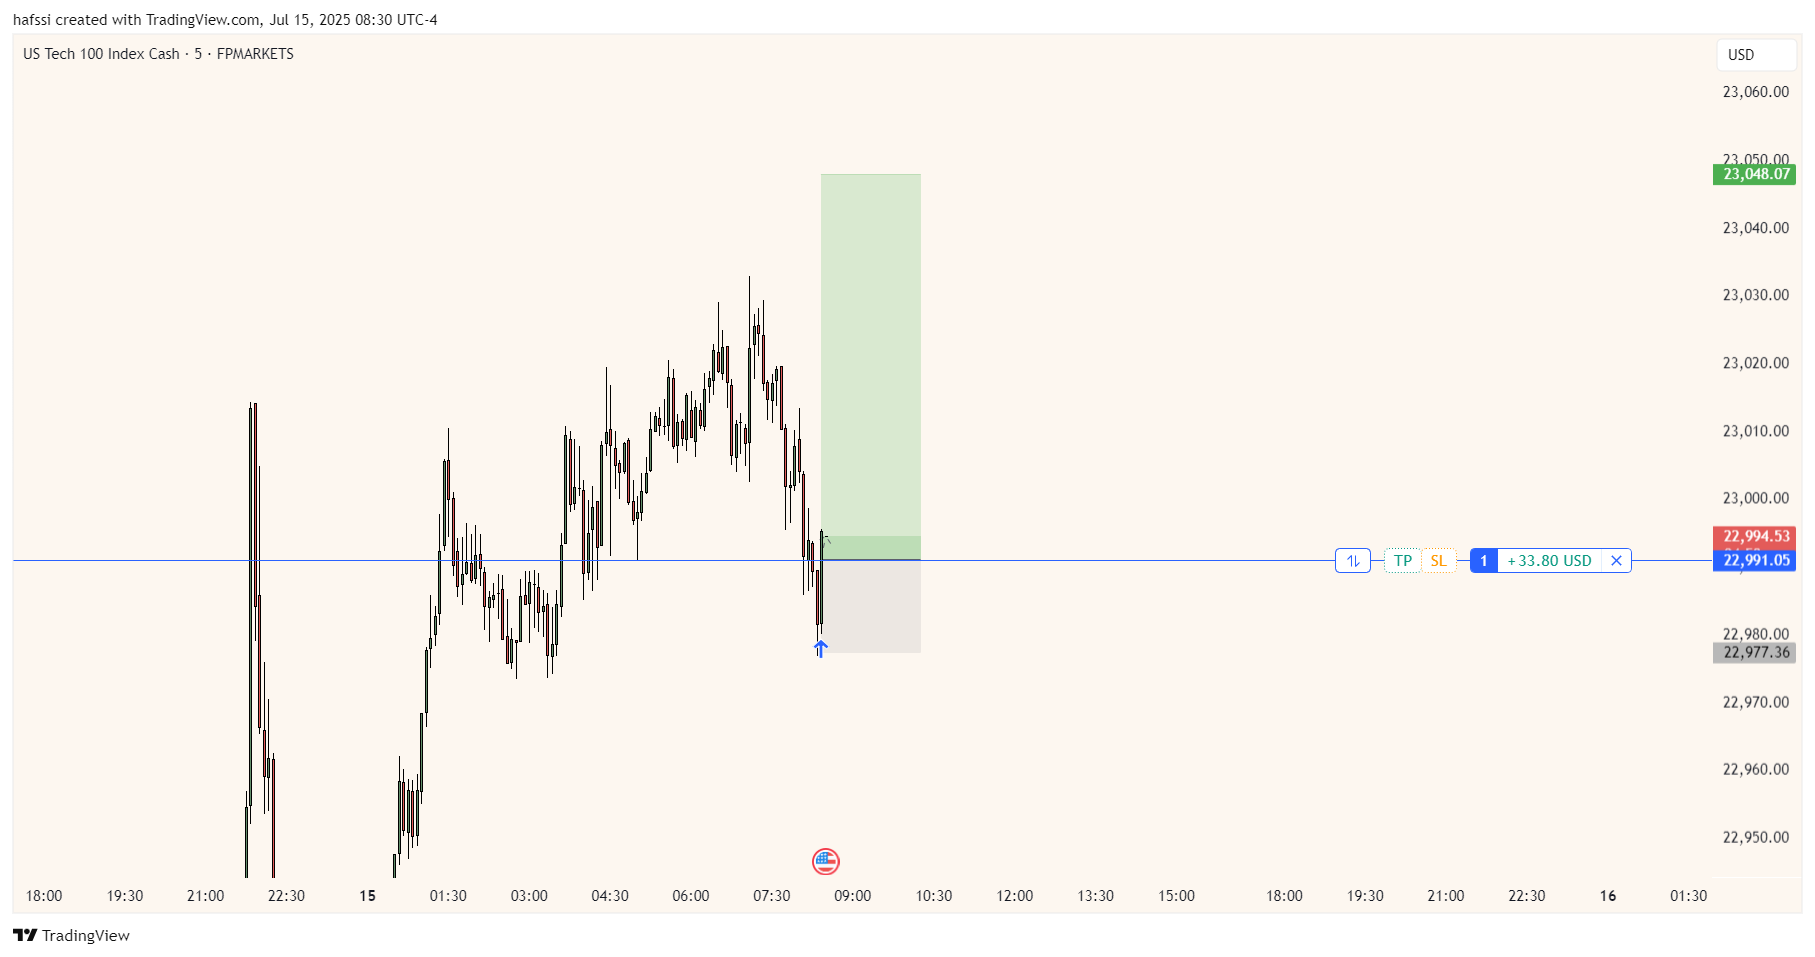 hafssi created with TradingView.com, Jul 15, 2025 08:30 UTC-4
US Tech 100 Index Cash · 5 · FPMARKETS
USD
23,060.00
23,050.00
23,048.07
23,040.00
23,030.00
23,020.00
23,010.00
23,000.00
22,994.53
TP SL 1 +33.80 USD
22,991.05
22,980.00
22,977.36
22,970.00
22,960.00
22,950.00
18:00 19:30 21:00 22:30 15 01:30 03:00 04:30 06:00 07:30 09:00 10:30 12:00 13:30 15:00 18:00 19:30 21:00 22:30 16 01:30
TradingView